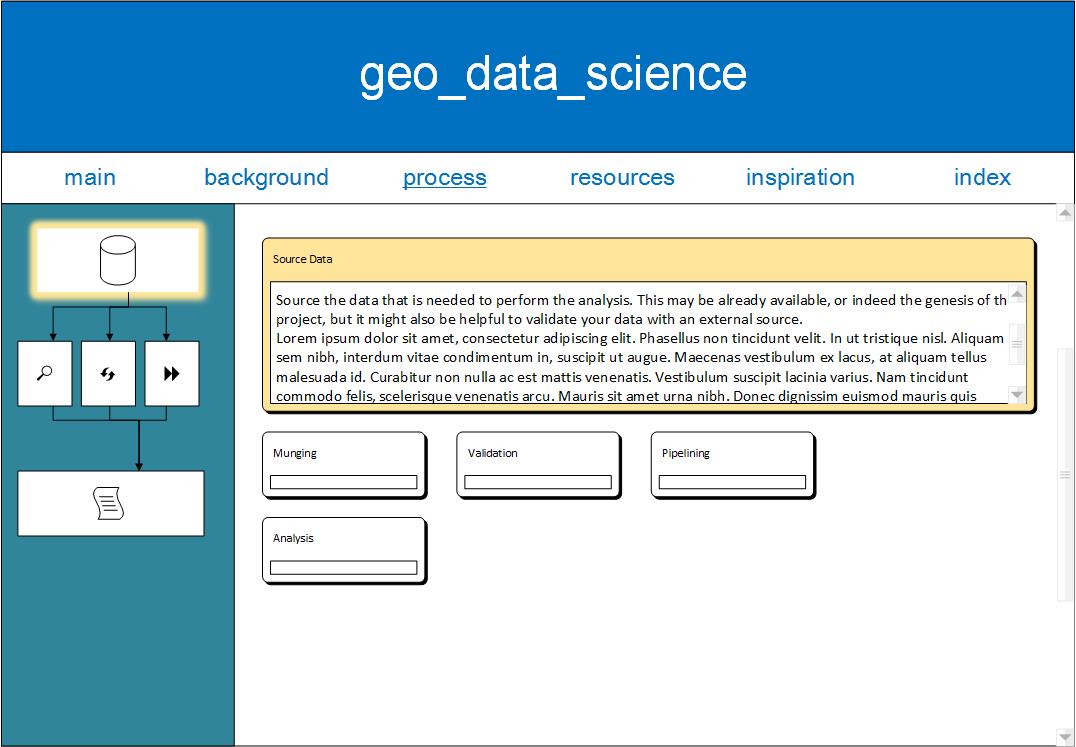 geo_data_science
main background process resources inspiration index
Source Data
Source the data that is needed to perform the analysis. This may be already available, or indeed the genesis of th
project, but it might also be helpful to validate your data with an external source.
Lorem ipsum dolor sit amet, consectetur adipiscing elit. Phasellus non tincidunt velit. In ut tristique nisl. Aliquam
sem nibh, interdum vitae condimentum in, suscipit ut augue. Maecenas vestibulum ex lacus, at aliquam tellus
malesuada id. Curabitur non nulla ac est mattis venenatis. Vestibulum suscipit lacinia varius. Nam tincidunt
commodo felis, scelerisque venenatis arcu. Mauris sit amet urna nibh. Donec dignissim euismod mauris quis
Munging Validation Pipelining
Analysis